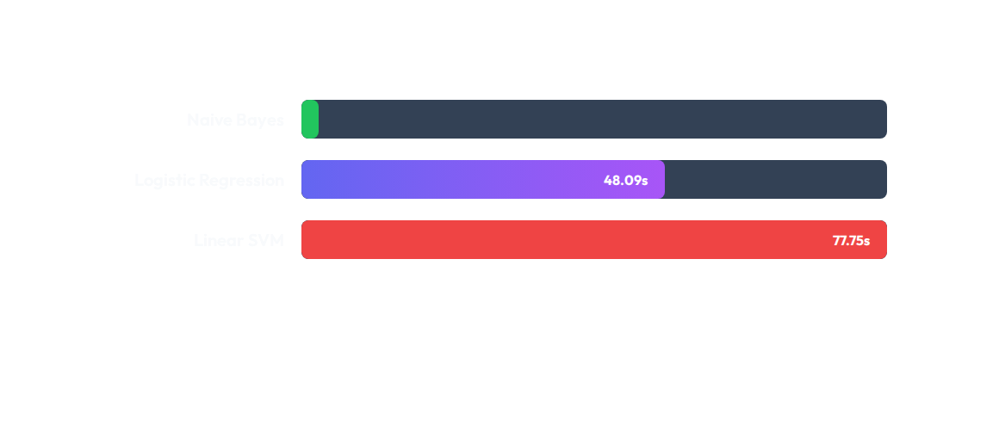 Naive Bayes
Logistic Regression
48.09s
Linear SVM
77.75s